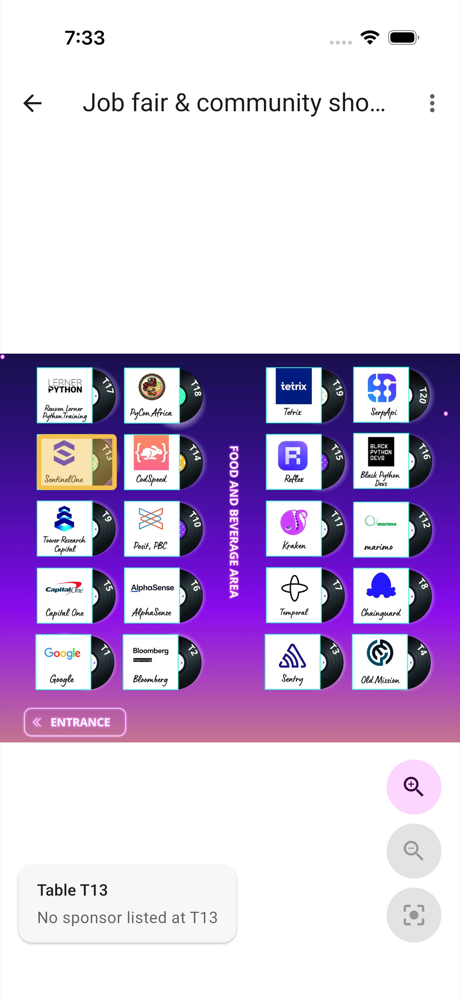 7:33
Job fair & community sho...
LERNER
PYTHON
Reuven Lerner
Python Training
T17
PyCon Africa
T18
tetrix
Tetrix
T19
SerpApi
T20
SentinelOne
T13
CodSpeed
T14
Reflex
T15
BLACK
PYTHON
DEVS
Black Python
Devs
T16
Tower Research
Capital
T9
Posit, PBC
T10
Kraken
T11
marimo
marimo
T12
FOOD AND BEVERAGE AREA
Capital One
Capital One
T5
AlphaSense
AlphaSense
T6
Temporal
T7
Chainguard
T8
Google
Google
T1
Bloomberg
Bloomberg
T2
Sentry
T3
Old Mission
T4
« ENTRANCE
Table T13
No sponsor listed at T13